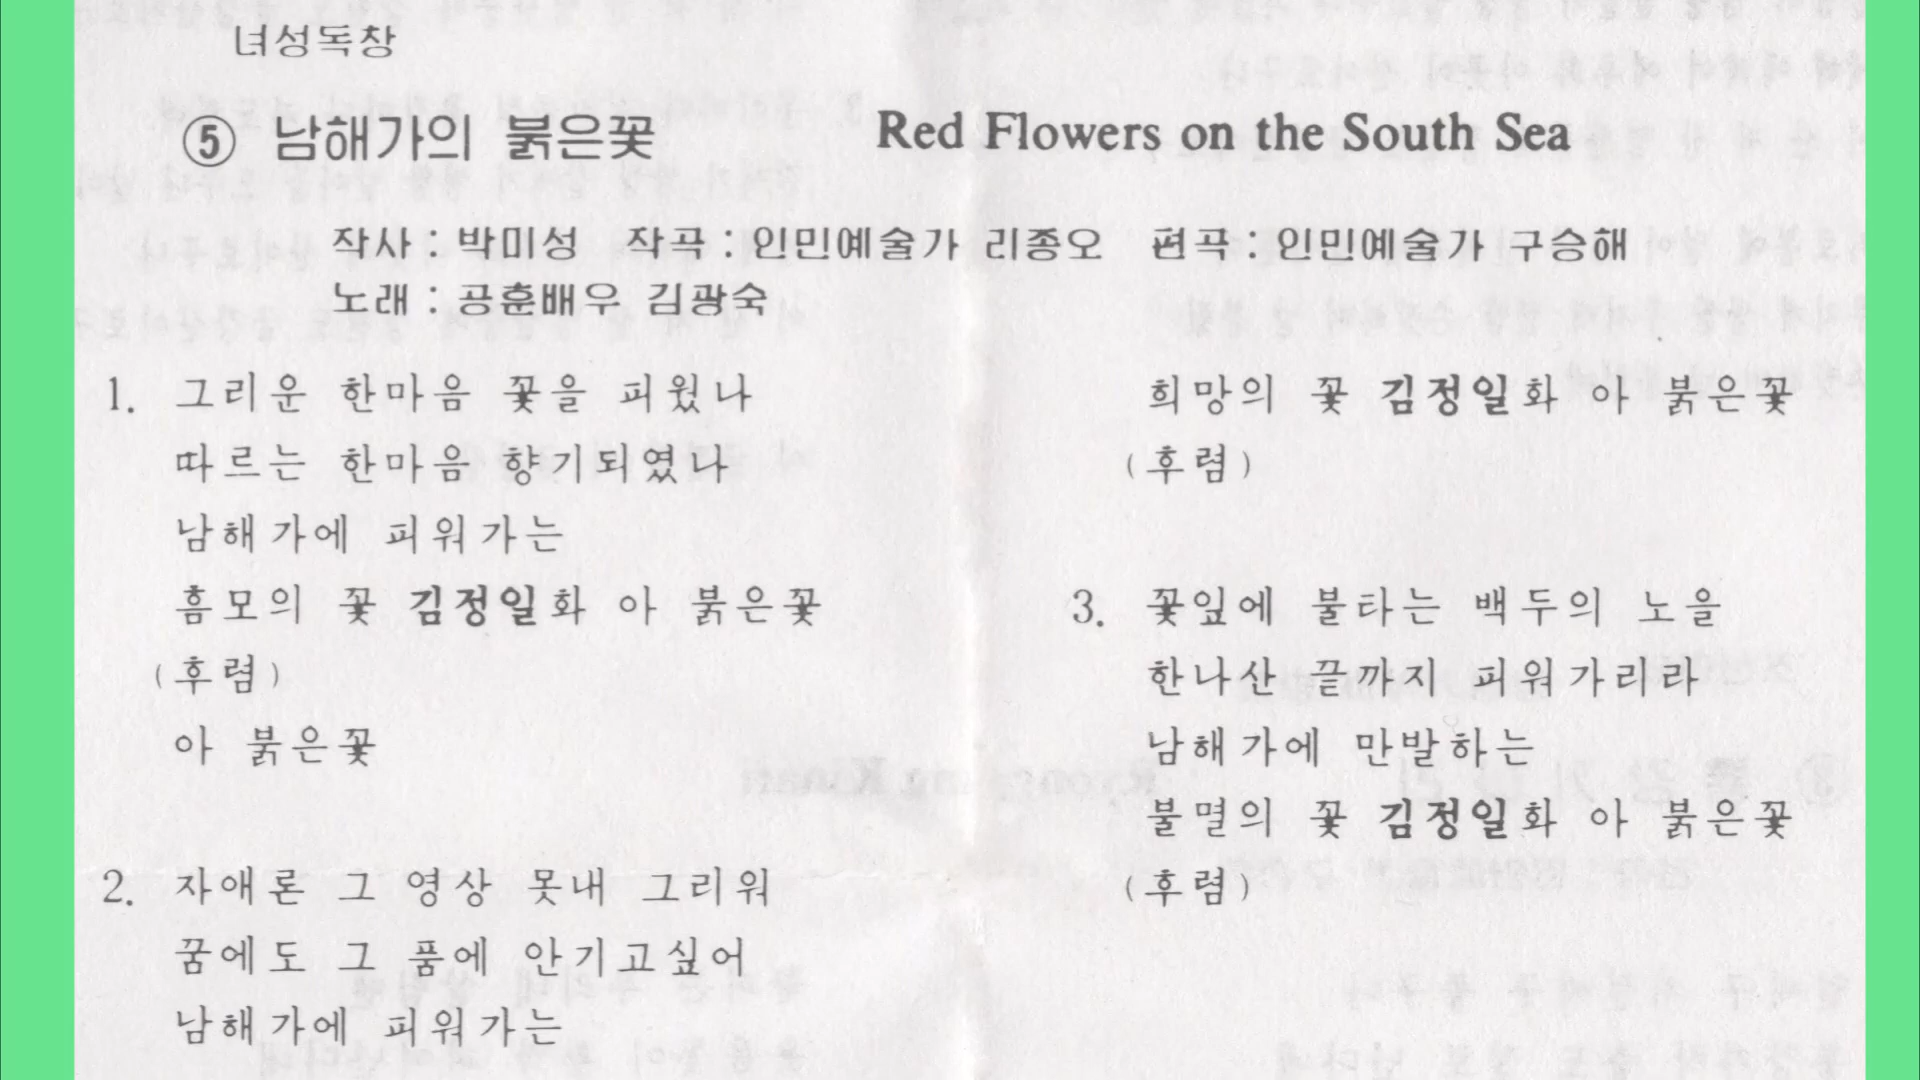 녀성독창
⑤ 남해가의 붉은꽃 Red Flowers on the South Sea
작사 : 박미성 작곡 : 인민예술가 리종오 편곡 : 인민예술가 구승해
노래 : 공훈배우 김광숙
1. 그리운 한마음 꽃을 피웠나
따르는 한마음 향기되였나
남해가에 피워가는
흠모의 꽃 김정일화 아 붉은꽃
(후렴)
아 붉은꽃
2. 자애론 그 영상 못내 그리워
꿈에도 그 품에 안기고싶어
남해가에 피워가는
희망의 꽃 김정일화 아 붉은꽃
(후렴)
3. 꽃잎에 불타는 백두의 노을
한나산 끝까지 피워가리라
남해가에 만발하는
불멸의 꽃 김정일화 아 붉은꽃
(후렴)